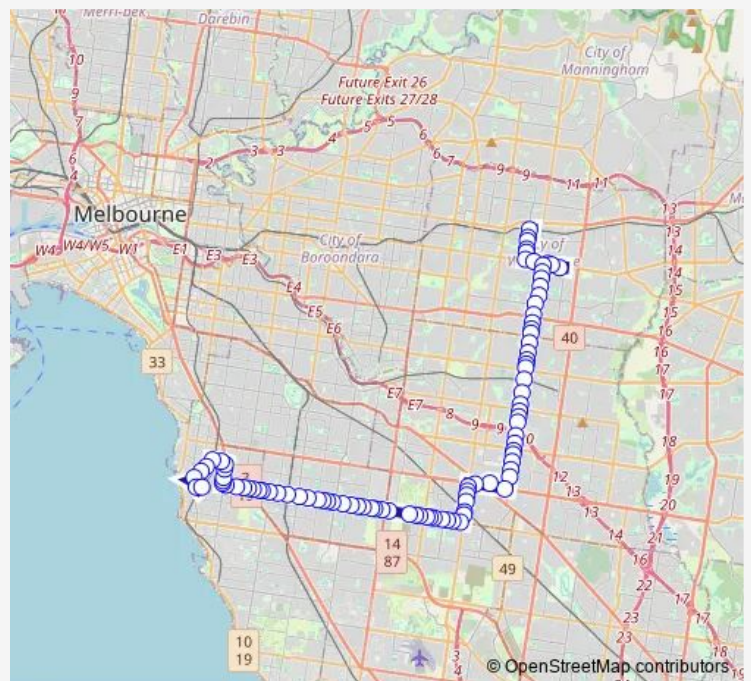 Merri-bek
Darebin
City of
Manningham
10
9
7
6
4
Future Exit 26
Future Exits 27/28
2
3
3
4
5
5
6
7
9
9
11
11
13
Melbourne
W4
W4/W5
W1
E1
E3
E3
E4
E5
E6
E7
E7
8
9
9
City of
Boroondara
13
14
14
15
15
16
16
17
17
18
19
20
21
40
33
12
13
13
14
16
22
17
17
18
23
23
14
87
49
10
19
3
4
© OpenStreetMap contributors